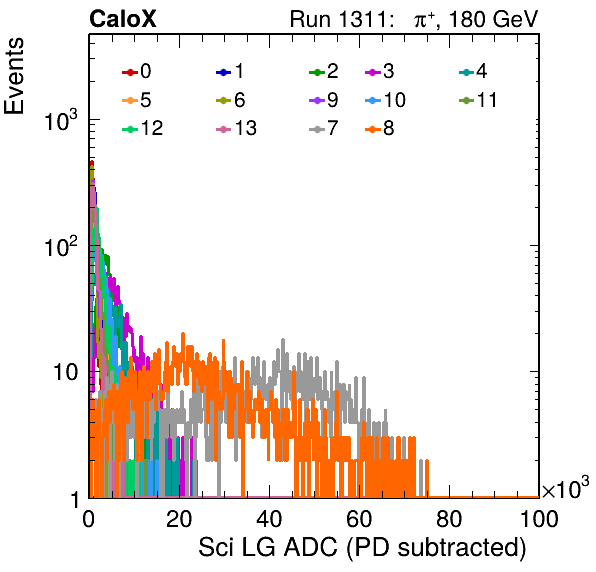 CaloX Run 1311: π⁺, 180 GeV
Events
0 1 2 3 4
5 6 9 10 11
12 13 7 8
10³
10²
10
1
0 20 40 60 80 100
×10³
Sci LG ADC (PD subtracted)